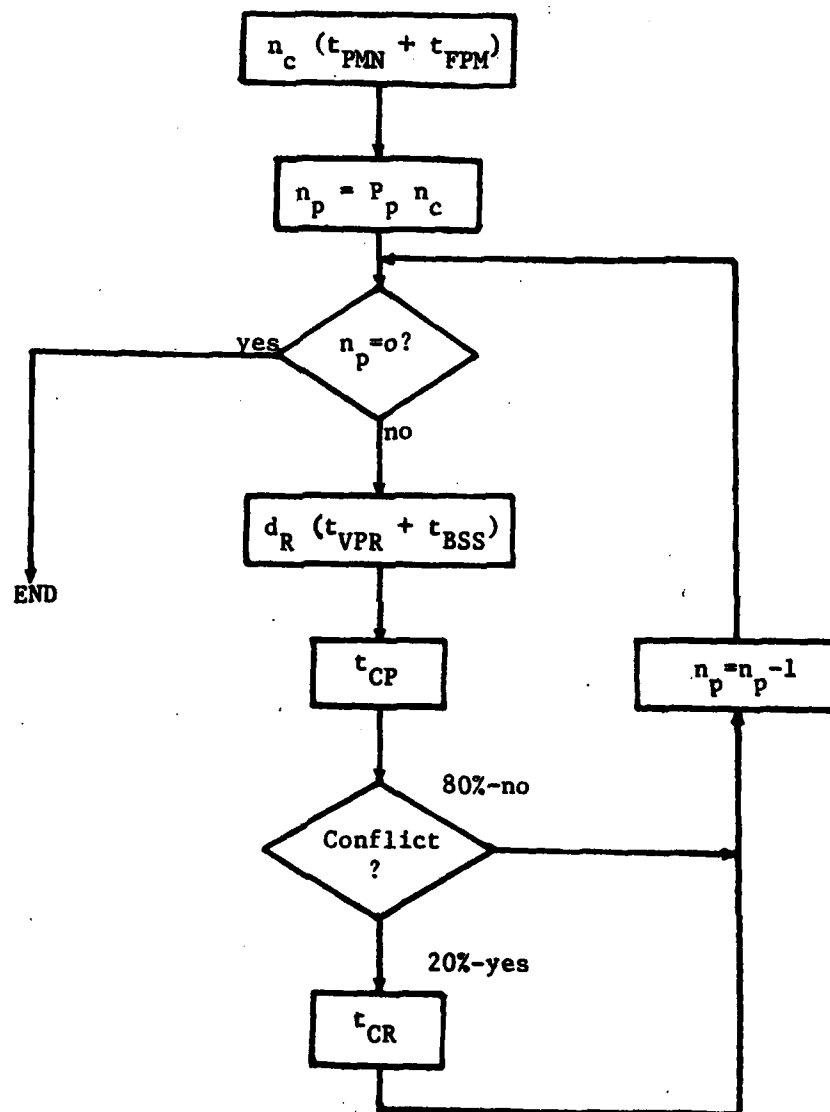 n_c (t_PMN + t_FPM)
n_p = P_p n_c
n_p=o?
yes
no
d_R (t_VPR + t_BSS)
END
t_CP
n_p=n_p-1
80%-no
Conflict
?
20%-yes
t_CR